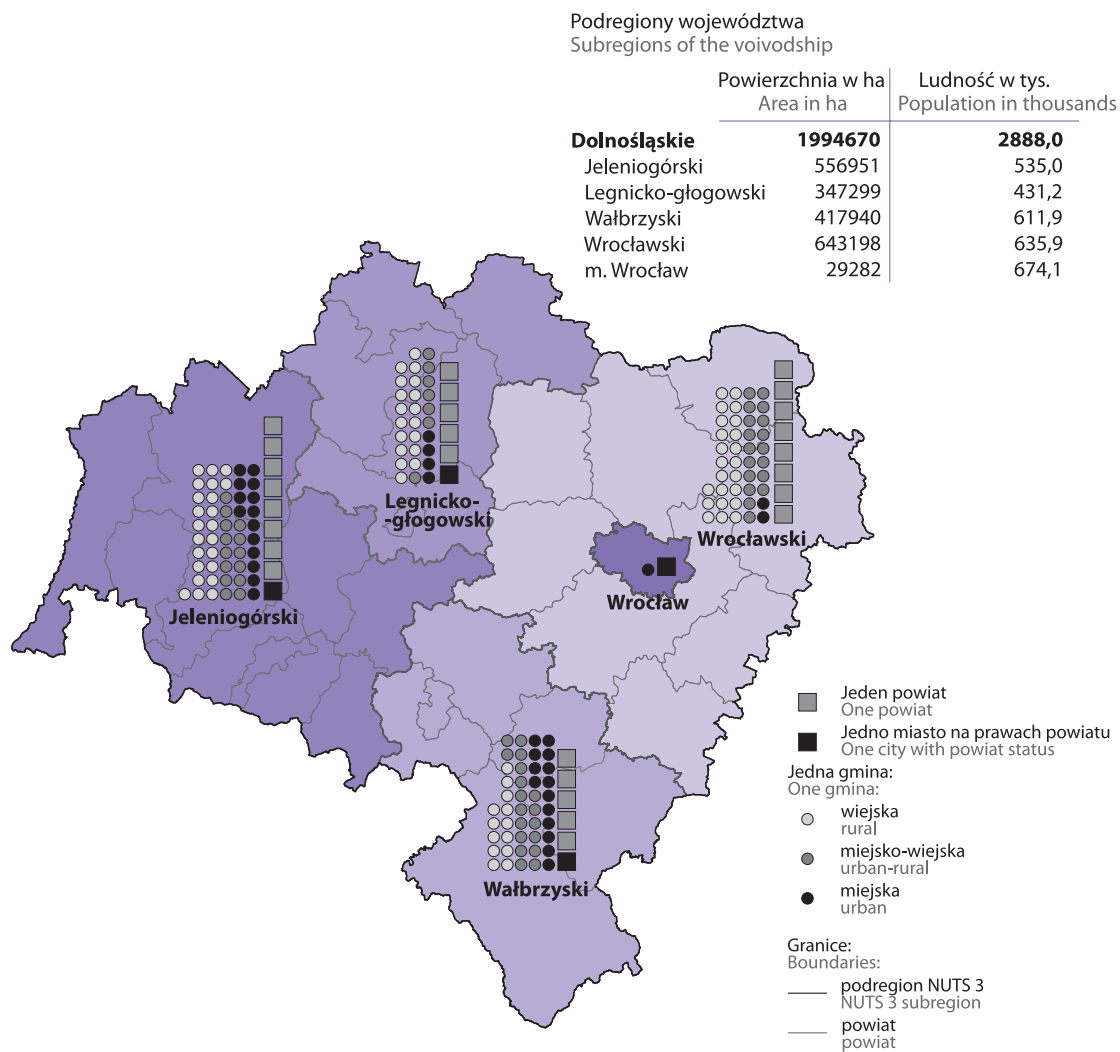 Podregiony województwa
Subregions of the voivodship
Powierzchnia w ha Ludność w tys.
Area in ha Population in thousands
Dolnośląskie 1994670 2888,0
Jeleniogórski 556951 535,0
Legnicko-głogowski 347299 431,2
Wałbrzyski 417940 611,9
Wrocławski 643198 635,9
m. Wrocław 29282 674,1
Legnicko-
-głogowski
Wrocławski
Wrocław
Jeleniogórski
Wałbrzyski
Jeden powiat
One powiat
Jedno miasto na prawach powiatu
One city with powiat status
Jedna gmina:
One gmina:
wiejska
rural
miejsko-wiejska
urban-rural
miejska
urban
Granice:
Boundaries:
podregion NUTS 3
NUTS 3 subregion
powiat
powiat